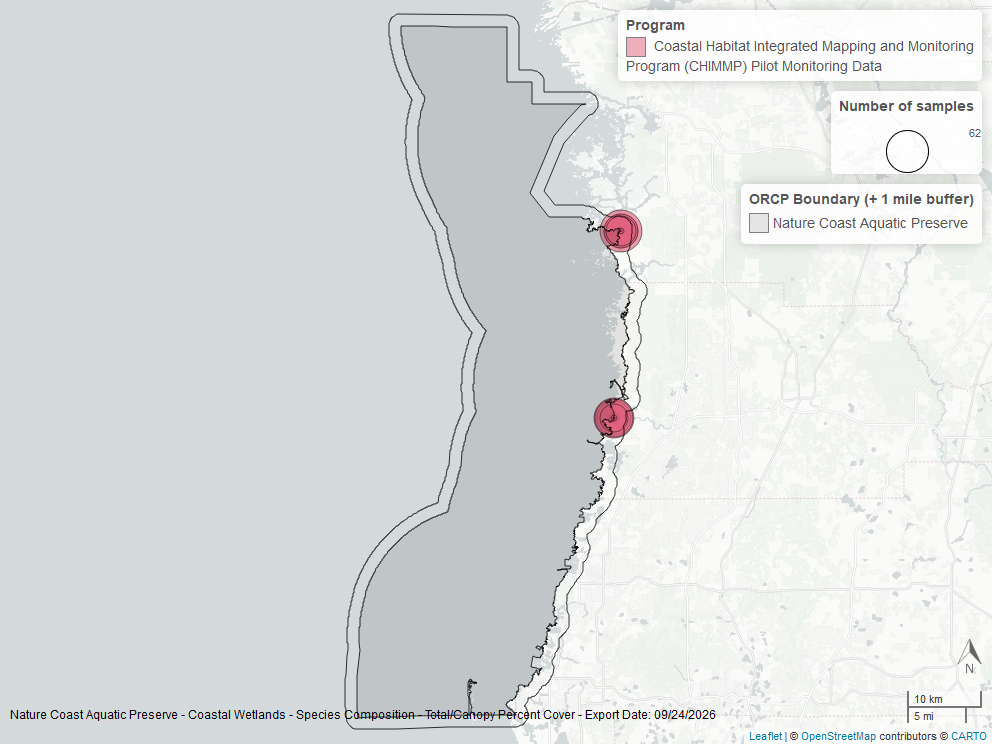 Program
Coastal Habitat Integrated Mapping and Monitoring
Program (CHIMMP) Pilot Monitoring Data
Number of samples
62
ORCP Boundary (+ 1 mile buffer)
Nature Coast Aquatic Preserve
N
10 km
5 mi
Nature Coast Aquatic Preserve - Coastal Wetlands - Species Composition - Total/Canopy Percent Cover - Export Date: 09/24/2026
Leaflet | © OpenStreetMap contributors © CARTO